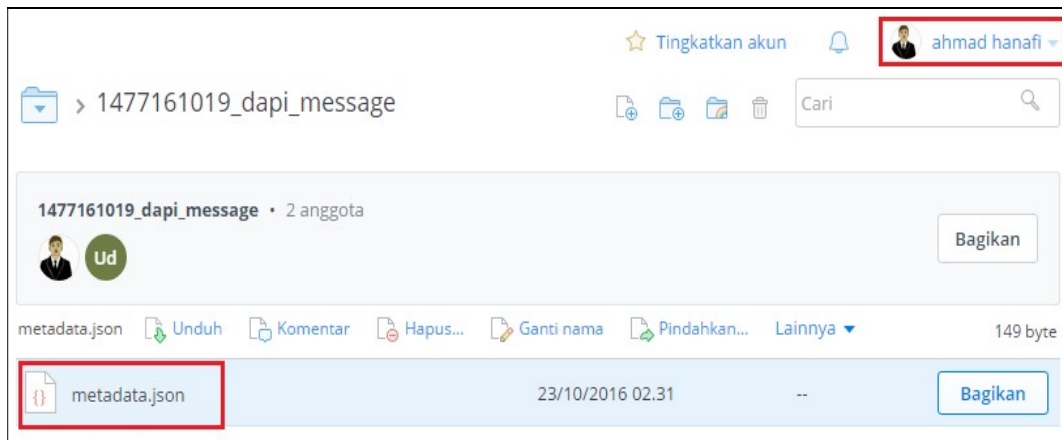 Tingkatkan akun ahmad hanafi
> 1477161019_dapi_message Cari
1477161019_dapi_message • 2 anggota
Ud Bagikan
metadata.json Unduh Komentar Hapus... Ganti nama Pindahkan... Lainnya 149 byte
{} metadata.json 23/10/2016 02.31 -- Bagikan